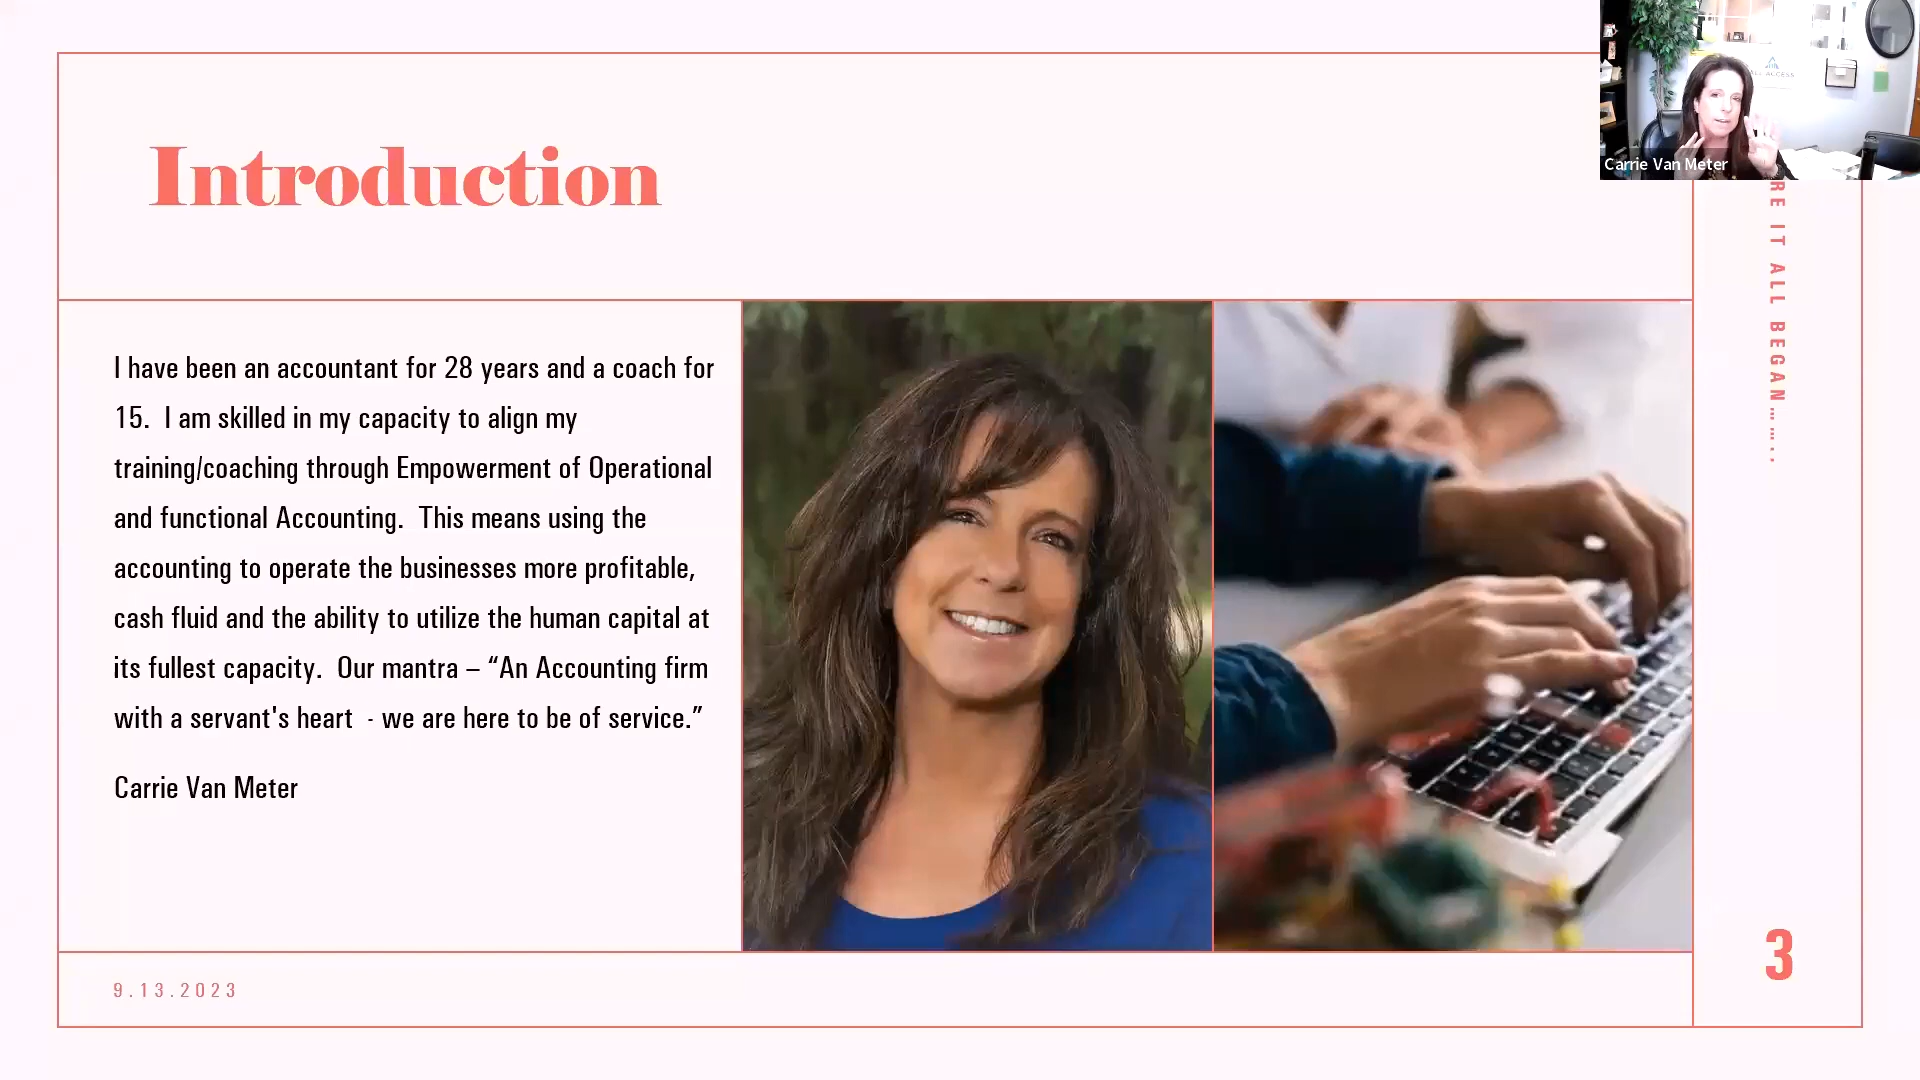 Introduction
I have been an accountant for 28 years and a coach for
15.  I am skilled in my capacity to align my
training/coaching through Empowerment of Operational
and functional Accounting.  This means using the
accounting to operate the businesses more profitable,
cash fluid and the ability to utilize the human capital at
its fullest capacity.  Our mantra – “An Accounting firm
with a servant's heart  - we are here to be of service.”
Carrie Van Meter
9.13.2023
ALL ACCESS
Carrie Van Meter
RE IT ALL BEGAN…….
3